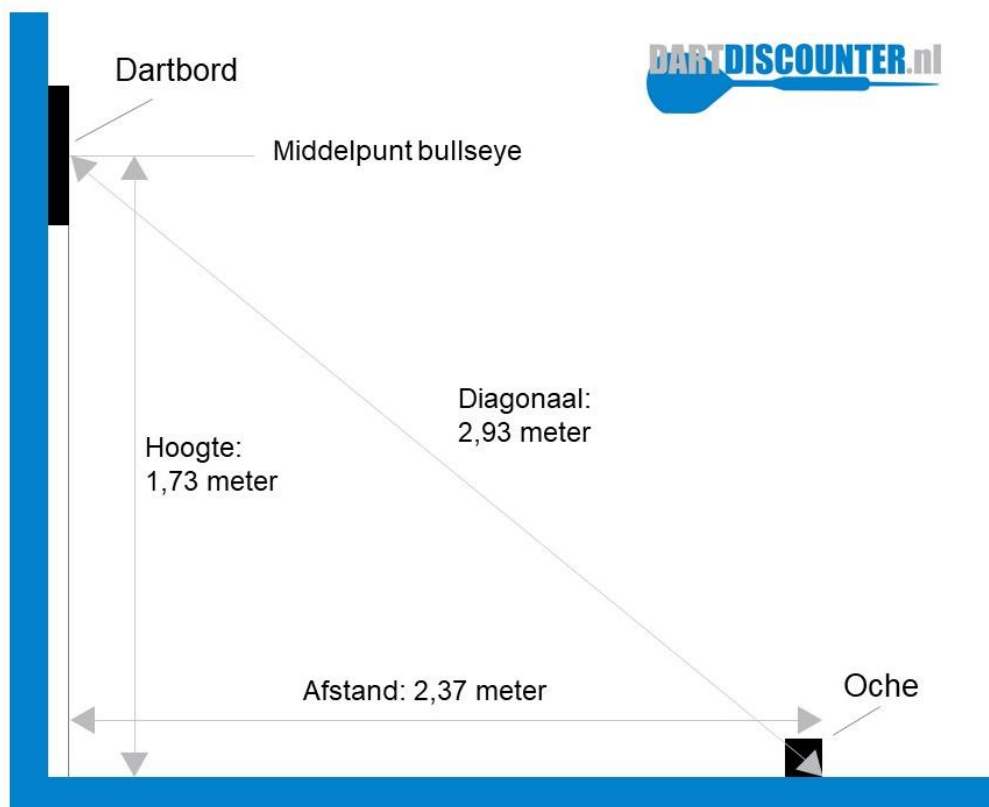 Dartbord
DARTDISCOUNTER.nl
Middelpunt bullseye
Diagonaal:
2,93 meter
Hoogte:
1,73 meter
Afstand: 2,37 meter
Oche